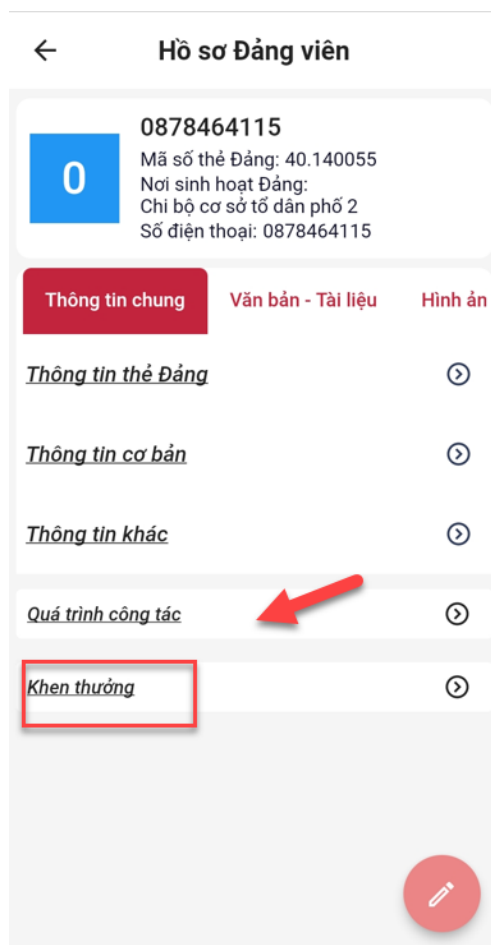 Hồ sơ Đảng viên
0878464115
0
Mã số thẻ Đảng: 40.140055
Nơi sinh hoạt Đảng:
Chi bộ cơ sở tổ dân phố 2
Số điện thoại: 0878464115
Thông tin chung
Văn bản - Tài liệu
Hình ản
Thông tin thẻ Đảng
Thông tin cơ bản
Thông tin khác
Quá trình công tác
Khen thưởng